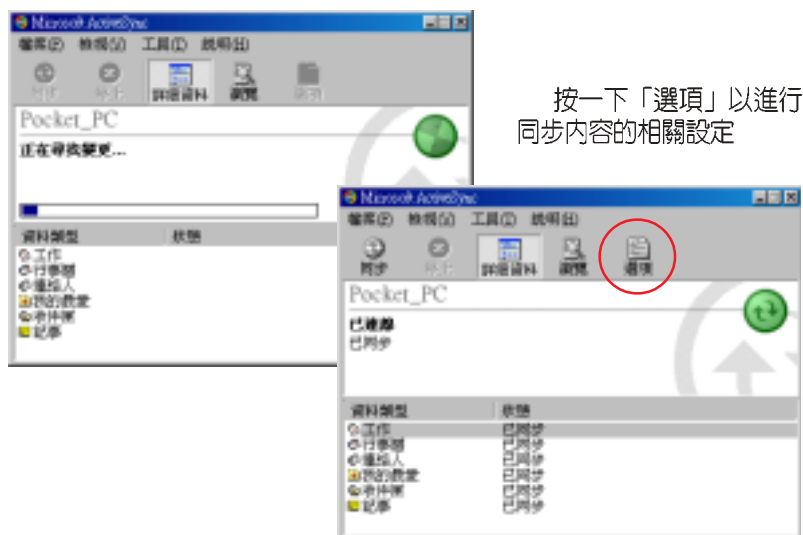 Microsoft ActiveSync
檔案(F) 檢視(V) 工具(T) 說明(H)
同步 停止 詳細資料 瀏覽 選項
Pocket_PC
正在尋找變更...
資料類型 狀態
工作
行事曆
連絡人
我的最愛
收件匣
記事
按一下「選項」以進行
同步內容的相關設定
Microsoft ActiveSync
檔案(F) 檢視(V) 工具(T) 說明(H)
同步 停止 詳細資料 瀏覽 選項
Pocket_PC
已連線
已同步
資料類型 狀態
工作 已同步
行事曆 已同步
連絡人 已同步
我的最愛 已同步
收件匣 已同步
記事 已同步